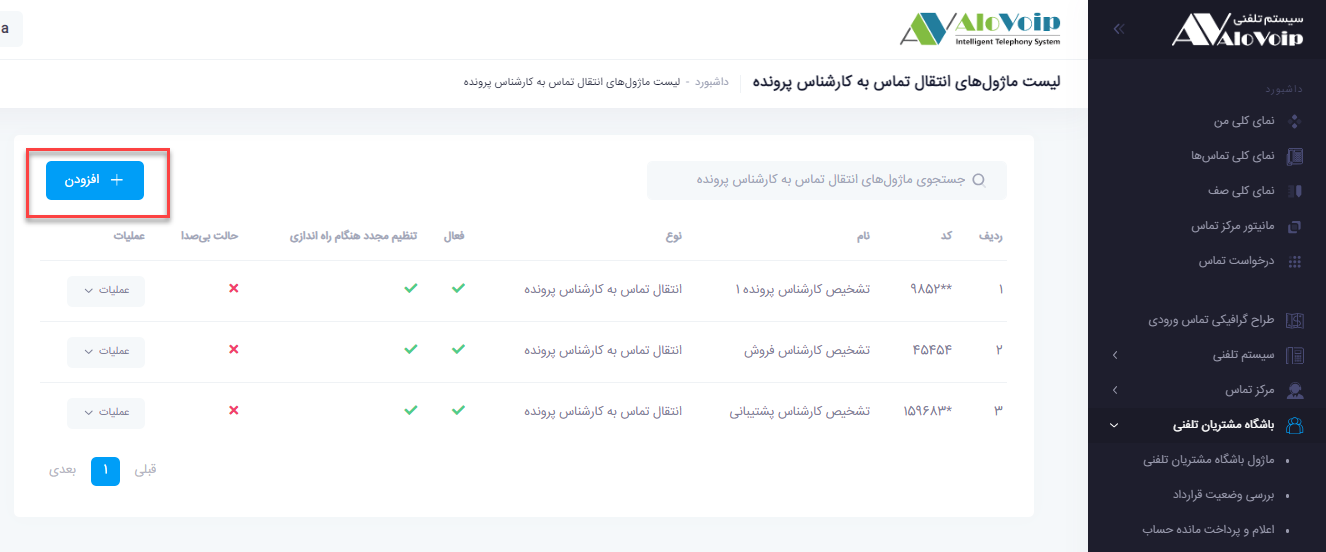 سیستم تلفنی
AloVoip
داشبورد
نمای کلی من
نمای کلی تماس‌ها
نمای کلی صف
مانیتور مرکز تماس
درخواست تماس
طراح گرافیکی تماس ورودی
سیستم تلفنی
مرکز تماس
باشگاه مشتریان تلفنی
ماژول باشگاه مشتریان تلفنی
بررسی وضعیت قرارداد
اعلام و پرداخت مانده حساب
AloVoip
Intelligent Telephony System
a
لیست ماژول‌های انتقال تماس به کارشناس پرونده
داشبورد - لیست ماژول‌های انتقال تماس به کارشناس پرونده
جستجوی ماژول‌های انتقال تماس به کارشناس پرونده
+ افزودن
ردیف کد نام نوع فعال تنظیم مجدد هنگام راه اندازی حالت بی‌صدا عملیات
۱ **۹۸۵۲ تشخیص کارشناس پرونده ۱ انتقال تماس به کارشناس پرونده عملیات
۲ ۴۵۴۵۴ تشخیص کارشناس فروش انتقال تماس به کارشناس پرونده عملیات
۳ *۱۵۹۶۸۳ تشخیص کارشناس پشتیبانی انتقال تماس به کارشناس پرونده عملیات
قبلی ۱ بعدی